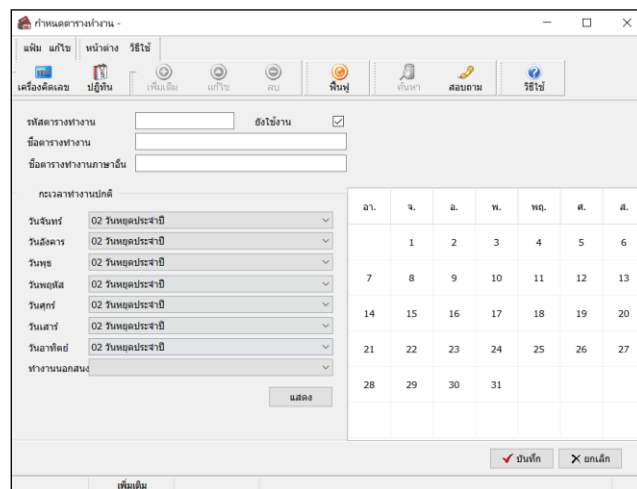 กำหนดตารางทำงาน -
แฟ้ม แก้ไข หน้าต่าง วิธีใช้
เครื่องคิดเลข ปฏิทิน เพิ่มเติม แก้ไข ลบ ฟื้นฟู ค้นหา สอบถาม วิธีใช้
รหัสตารางทำงาน ยังใช้งาน
ชื่อตารางทำงาน
ชื่อตารางทำงานภาษาอื่น
กะเวลาทำงานปกติ
วันจันทร์ 02 วันหยุดประจำปี
วันอังคาร 02 วันหยุดประจำปี
วันพุธ 02 วันหยุดประจำปี
วันพฤหัส 02 วันหยุดประจำปี
วันศุกร์ 02 วันหยุดประจำปี
วันเสาร์ 02 วันหยุดประจำปี
วันอาทิตย์ 02 วันหยุดประจำปี
ทำงานนอกสถ
แสดง
อา. จ. อ. พ. พฤ. ศ. ส.
1 2 3 4 5 6
7 8 9 10 11 12 13
14 15 16 17 18 19 20
21 22 23 24 25 26 27
28 29 30 31
บันทึก ยกเลิก
เพิ่มเติม